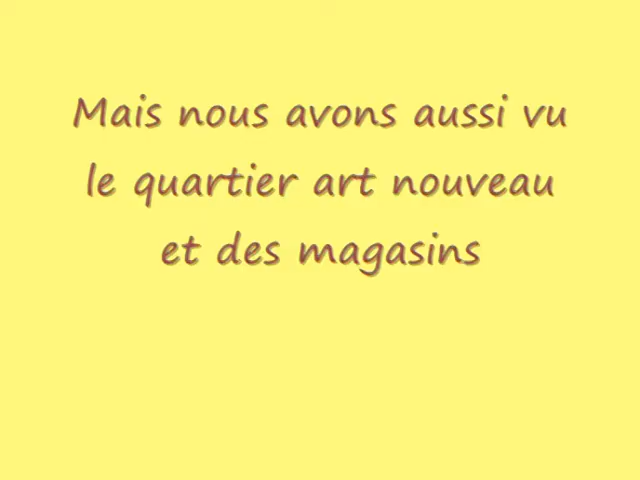 Mais nous avons aussi vu
le quartier art nouveau
et des magasins